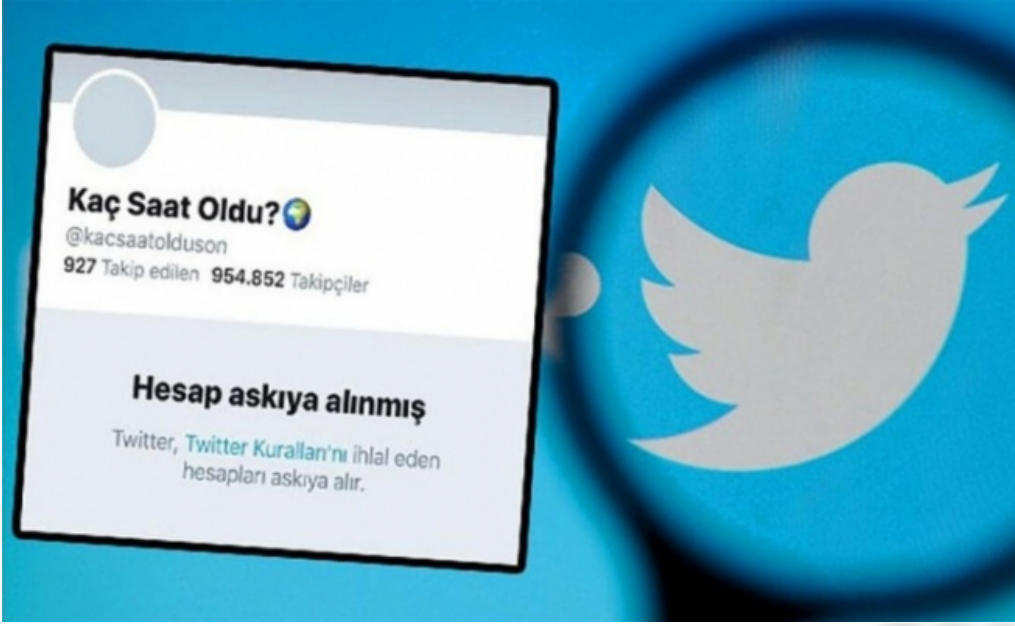 Kaç Saat Oldu?🌍
@kacsaatolduson
927 Takip edilen 954.852 Takipçiler
Hesap askıya alınmış
Twitter, Twitter Kuralları'nı ihlal eden
hesapları askıya alır.